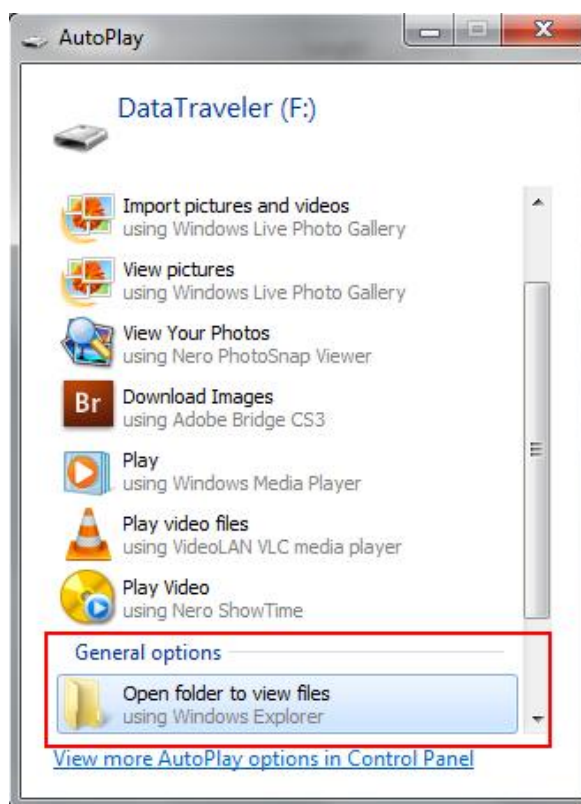 AutoPlay
DataTraveler (F:)
Import pictures and videos
using Windows Live Photo Gallery
View pictures
using Windows Live Photo Gallery
View Your Photos
using Nero PhotoSnap Viewer
Br
Download Images
using Adobe Bridge CS3
Play
using Windows Media Player
Play video files
using VideoLAN VLC media player
Play Video
using Nero ShowTime
General options
Open folder to view files
using Windows Explorer
View more AutoPlay options in Control Panel